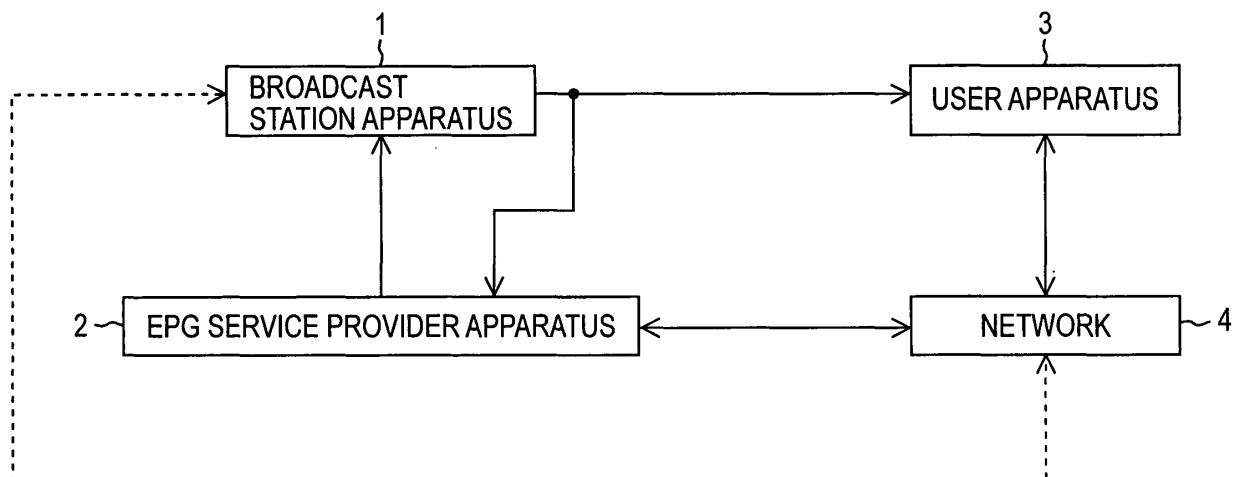 1
3
BROADCAST
STATION APPARATUS
USER APPARATUS
2
EPG SERVICE PROVIDER APPARATUS
NETWORK
4